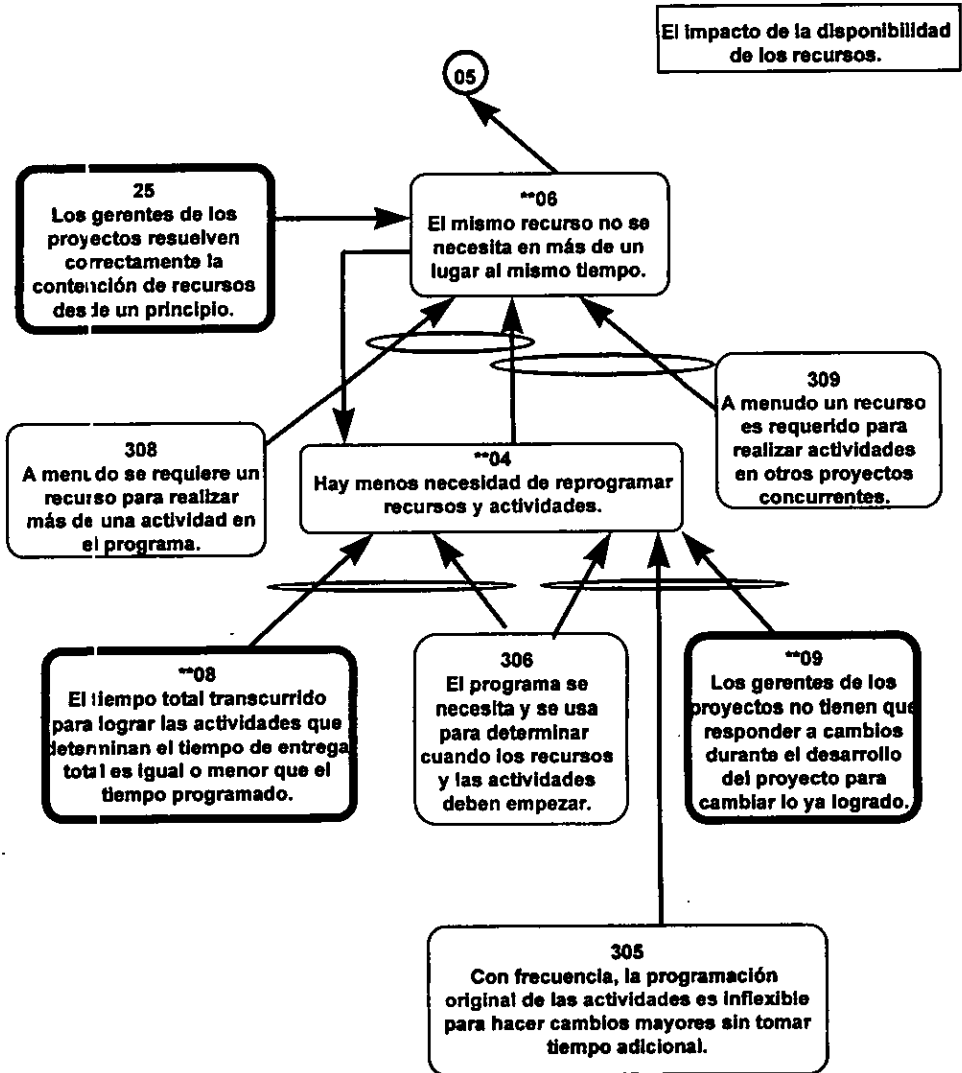 El impacto de la disponibilidad
de los recursos.
05
25
Los gerentes de los
proyectos resuelven
correctamente la
contención de recursos
desde un principio.
**06
El mismo recurso no se
necesita en más de un
lugar al mismo tiempo.
308
A menudo se requiere un
recurso para realizar
más de una actividad en
el programa.
**04
Hay menos necesidad de reprogramar
recursos y actividades.
309
A menudo un recurso
es requerido para
realizar actividades
en otros proyectos
concurrentes.
**08
El tiempo total transcurrido
para lograr las actividades que
determinan el tiempo de entrega
total es igual o menor que el
tiempo programado.
306
El programa se
necesita y se usa
para determinar
cuando los recursos
y las actividades
deben empezar.
**09
Los gerentes de los
proyectos no tienen que
responder a cambios
durante el desarrollo
del proyecto para
cambiar lo ya logrado.
305
Con frecuencia, la programación
original de las actividades es inflexible
para hacer cambios mayores sin tomar
tiempo adicional.